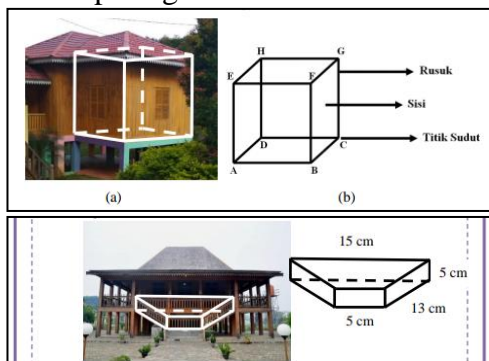 H
G
E
F
Rusuk
Sisi
D
C
Titik Sudut
A
B
(a)
(b)
15 cm
5 cm
13 cm
5 cm